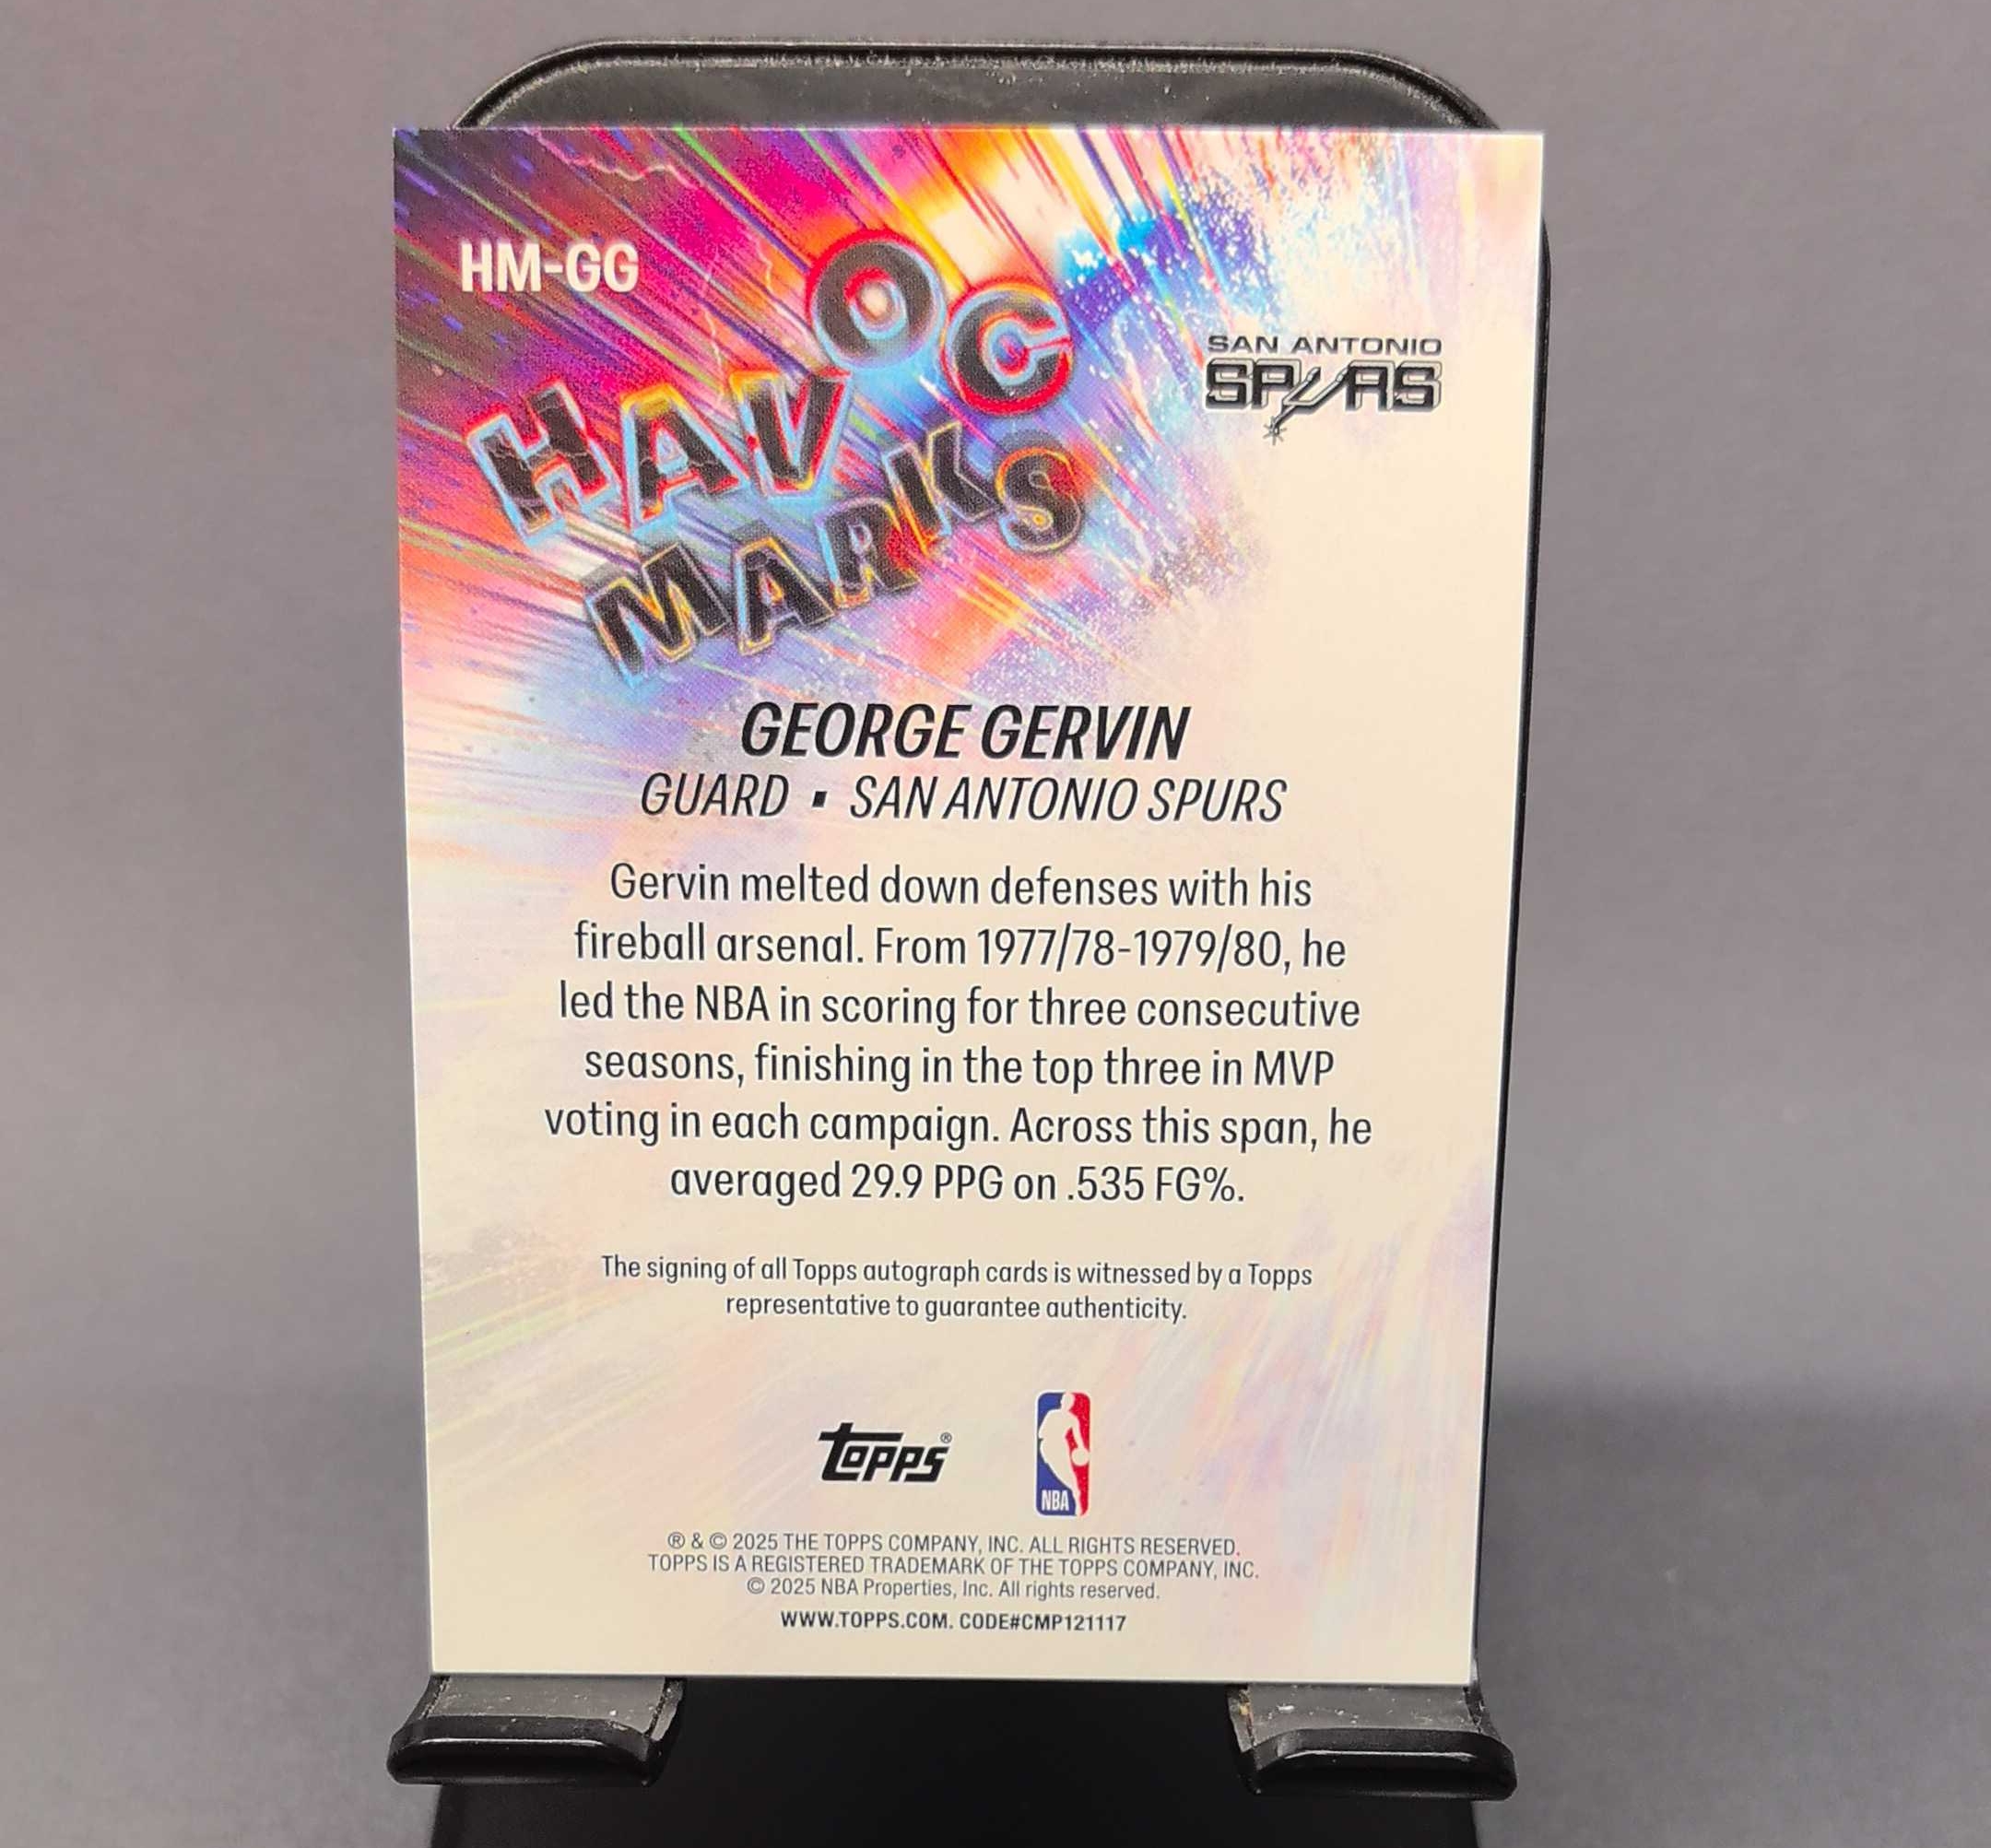 HM-GG
HAVOC
MARKS
SAN ANTONIO
SPURS
GEORGE GERVIN
GUARD ▪ SAN ANTONIO SPURS
Gervin melted down defenses with his
fireball arsenal. From 1977/78-1979/80, he
led the NBA in scoring for three consecutive
seasons, finishing in the top three in MVP
voting in each campaign. Across this span, he
averaged 29.9 PPG on .535 FG%.
The signing of all Topps autograph cards is witnessed by a Topps
representative to guarantee authenticity.
Topps®
NBA
® & © 2025 THE TOPPS COMPANY, INC. ALL RIGHTS RESERVED.
TOPPS IS A REGISTERED TRADEMARK OF THE TOPPS COMPANY, INC.
© 2025 NBA Properties, Inc. All rights reserved.
WWW.TOPPS.COM. CODE#CMP121117